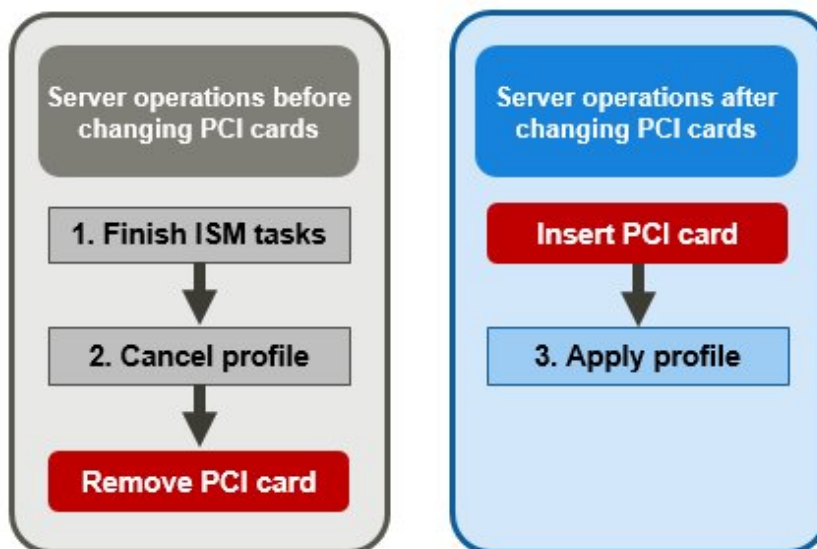 Server operations before
changing PCI cards
1. Finish ISM tasks
2. Cancel profile
Remove PCI card
Server operations after
changing PCI cards
Insert PCI card
3. Apply profile